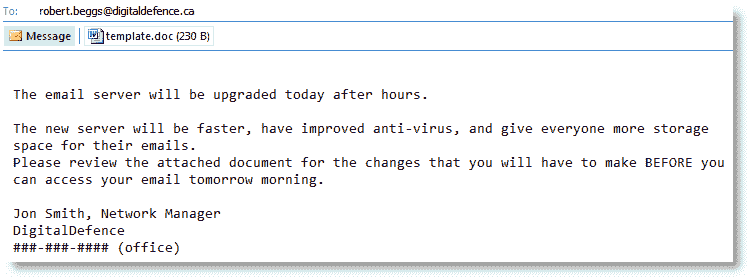 To: robert.beggs@digitaldefence.ca
Message template.doc (230 B)
The email server will be upgraded today after hours.
The new server will be faster, have improved anti-virus, and give everyone more storage
space for their emails.
Please review the attached document for the changes that you will have to make BEFORE you
can access your email tomorrow morning.
Jon Smith, Network Manager
DigitalDefence
###-###-#### (office)